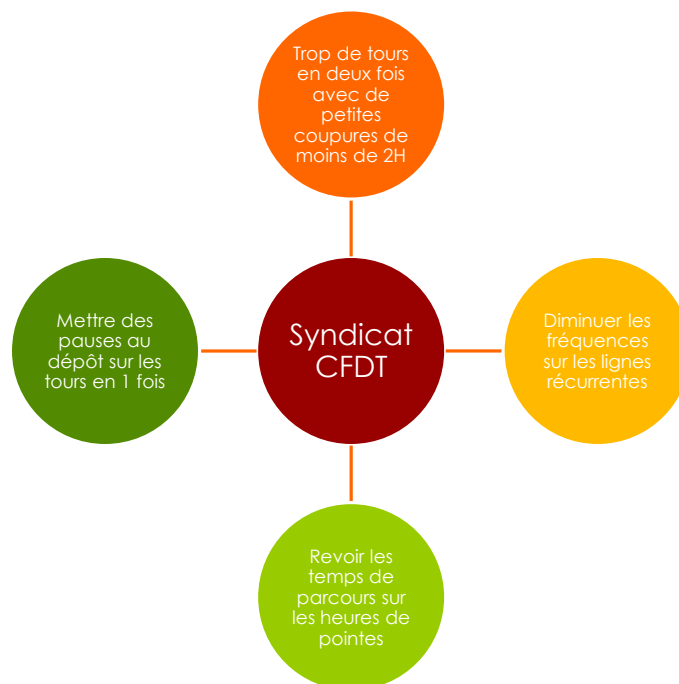 Trop de tours
en deux fois
avec de
petites
coupures de
moins de 2H
Mettre des
pauses au
dépôt sur les
tours en 1 fois
Syndicat
CFDT
Diminuer les
fréquences
sur les lignes
récurrentes
Revoir les
temps de
parcours sur
les heures de
pointes